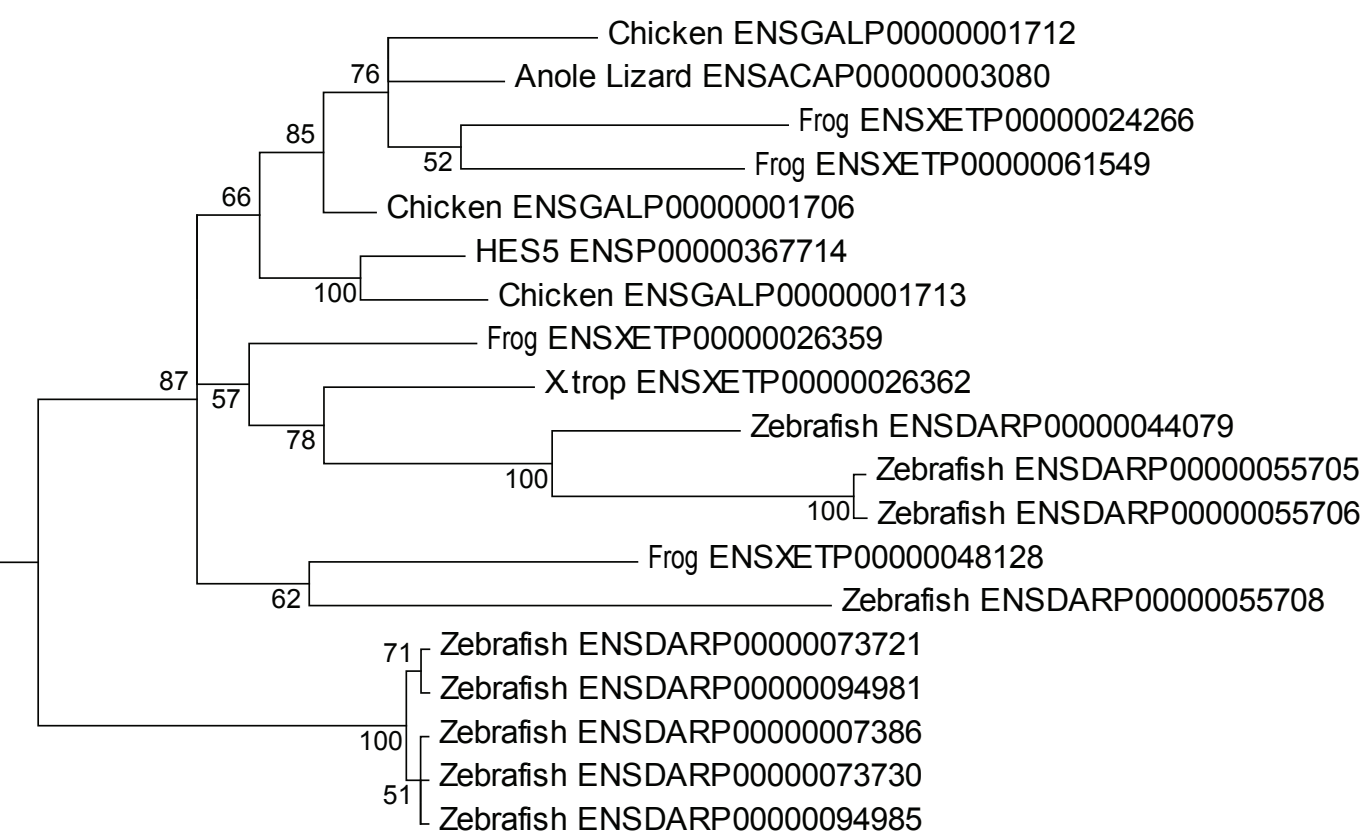 Chicken ENSGALP00000001712
76
Anole Lizard ENSACAP00000003080
Frog ENSXETP00000024266
85
52
Frog ENSXETP00000061549
66
Chicken ENSGALP00000001706
HES5 ENSP00000367714
100
Chicken ENSGALP00000001713
Frog ENSXETP00000026359
87
57
X.trop ENSXETP00000026362
78
Zebrafish ENSDARP00000044079
100
Zebrafish ENSDARP00000055705
100
Zebrafish ENSDARP00000055706
Frog ENSXETP00000048128
62
Zebrafish ENSDARP00000055708
71
Zebrafish ENSDARP00000073721
Zebrafish ENSDARP00000094981
100
Zebrafish ENSDARP00000007386
Zebrafish ENSDARP00000073730
51
Zebrafish ENSDARP00000094985